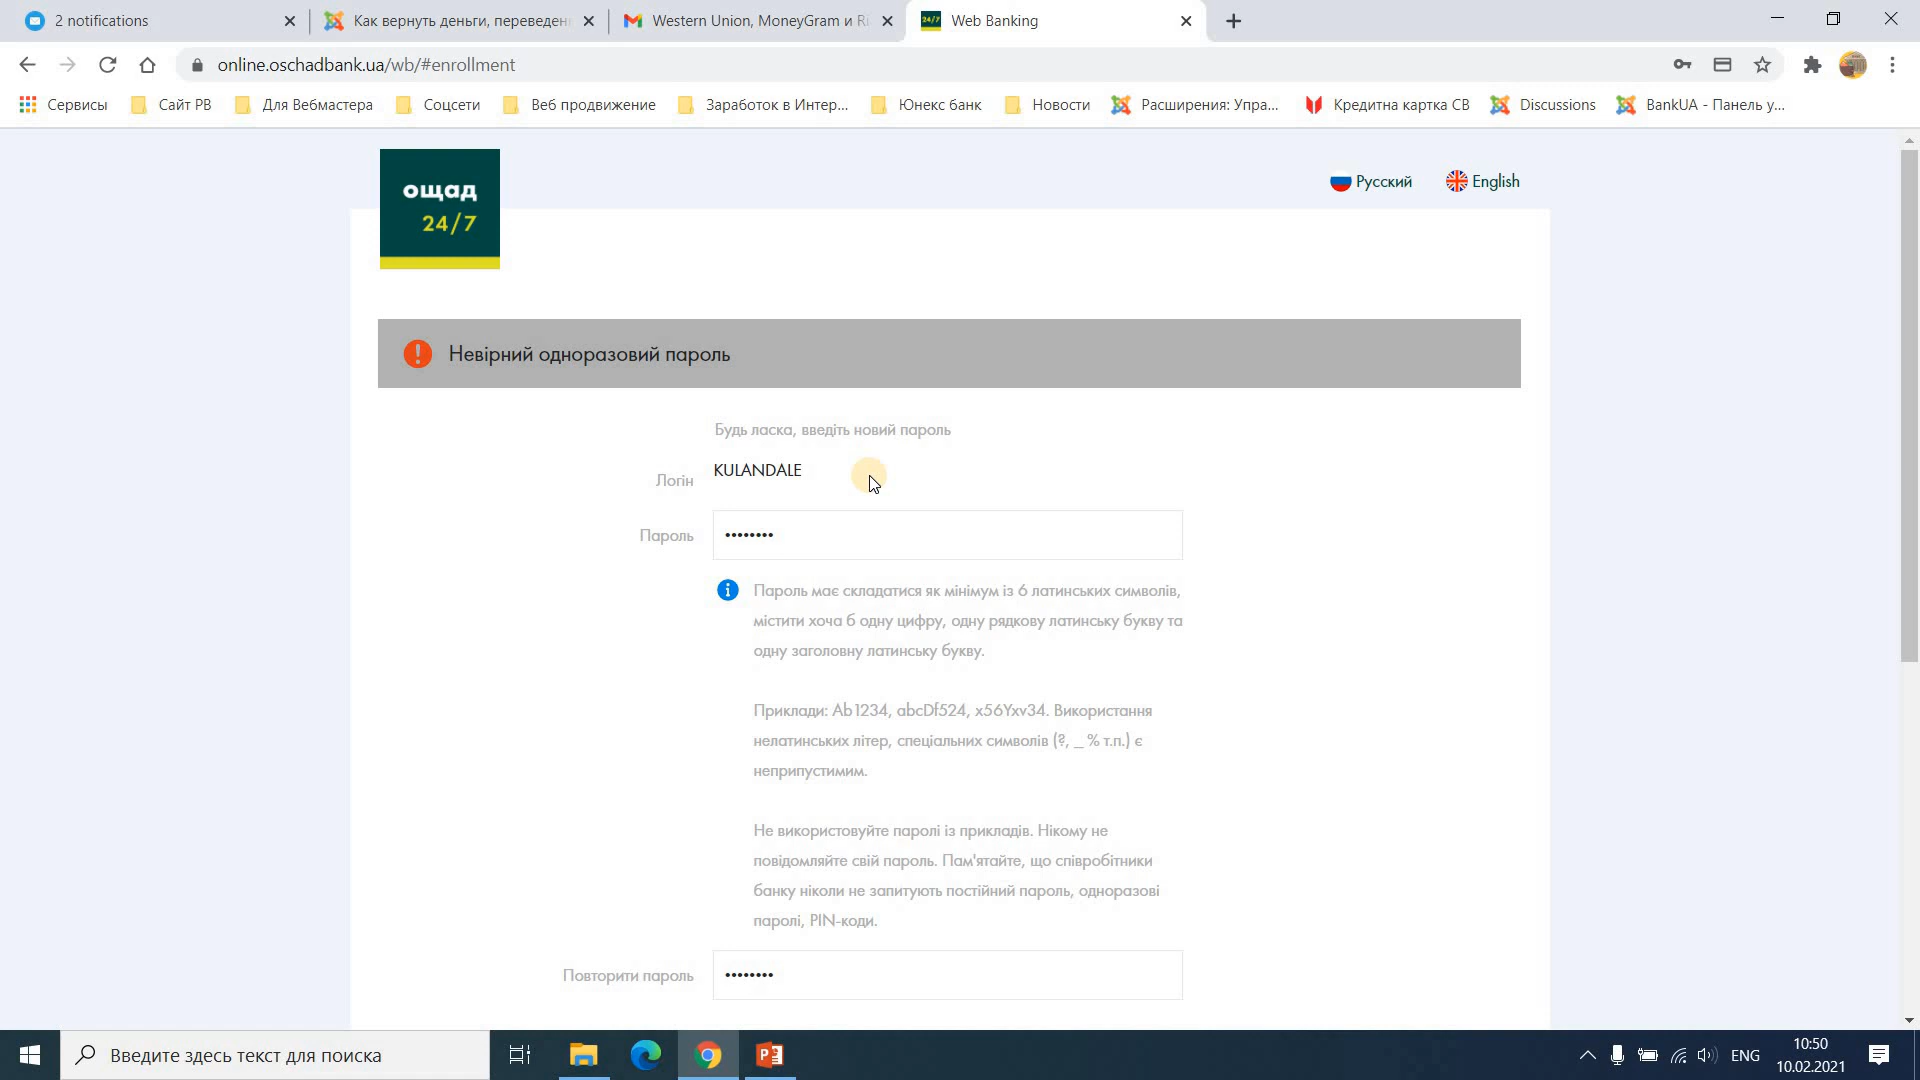 2 notifications
Как вернуть деньги, переведен
Western Union, MoneyGram и Ri
Web Banking
online.oschadbank.ua/wb/#enrollment
Сервисы
Сайт РВ
Для Вебмастера
Соцсети
Веб продвижение
Заработок в Интер...
Юнекс банк
Новости
Расширения: Упра...
Кредитна картка СВ
Discussions
BankUA - Панель у...
ощад
24/7
Русский
English
Невірний одноразовий пароль
Будь ласка, введіть новий пароль
Логін
KULANDALE
Пароль
••••••••
Пароль має складатися як мінімум із 6 латинських символів,
містити хоча б одну цифру, одну рядкову латинську букву та
одну заголовну латинську букву.
Приклади: Ab1234, abcDf524, x56Yxv34. Використання
нелатинських літер, спеціальних символів (?, _ % т.п.) є
неприпустимим.
Не використовуйте паролі із прикладів. Нікому не
повідомляйте свій пароль. Пам'ятайте, що співробітники
банку ніколи не запитують постійний пароль, одноразові
паролі, PIN-коди.
Повторити пароль
••••••••
Введите здесь текст для поиска
ENG
10:50
10.02.2021